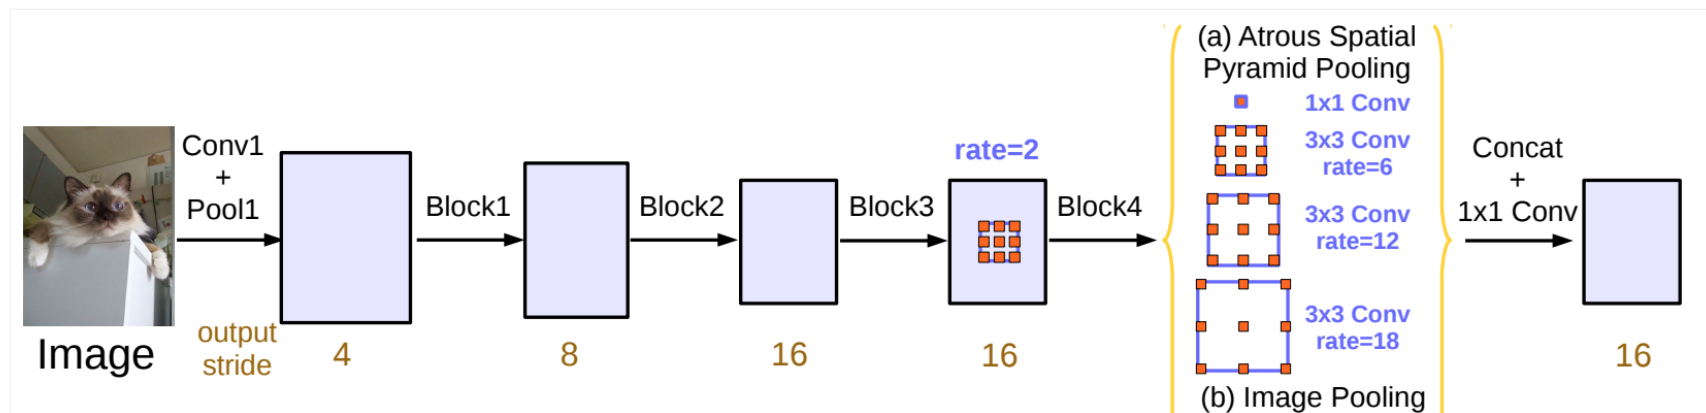 Image
Conv1
+
Pool1
output
stride
4
Block1
8
Block2
16
Block3
rate=2
16
Block4
(a) Atrous Spatial
Pyramid Pooling
1x1 Conv
3x3 Conv
rate=6
3x3 Conv
rate=12
3x3 Conv
rate=18
(b) Image Pooling
Concat
+
1x1 Conv
16